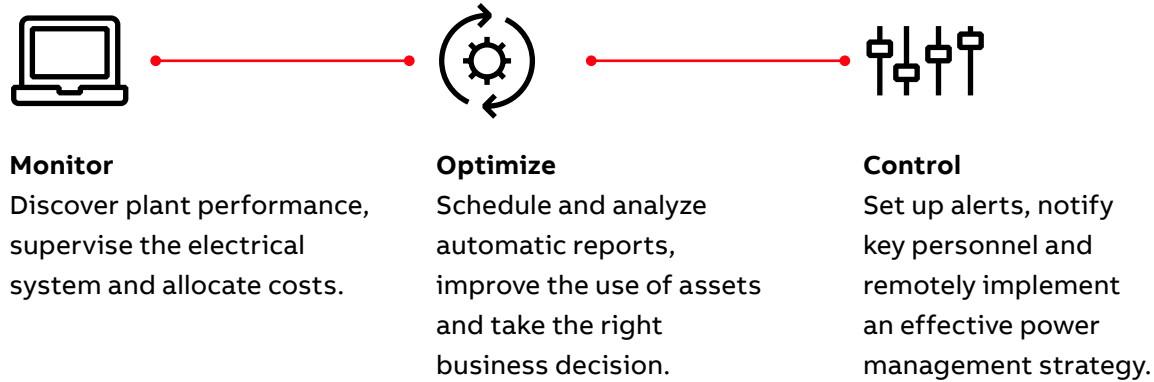 Monitor
Discover plant performance,
supervise the electrical
system and allocate costs.
Optimize
Schedule and analyze
automatic reports,
improve the use of assets
and take the right
business decision.
Control
Set up alerts, notify
key personnel and
remotely implement
an effective power
management strategy.